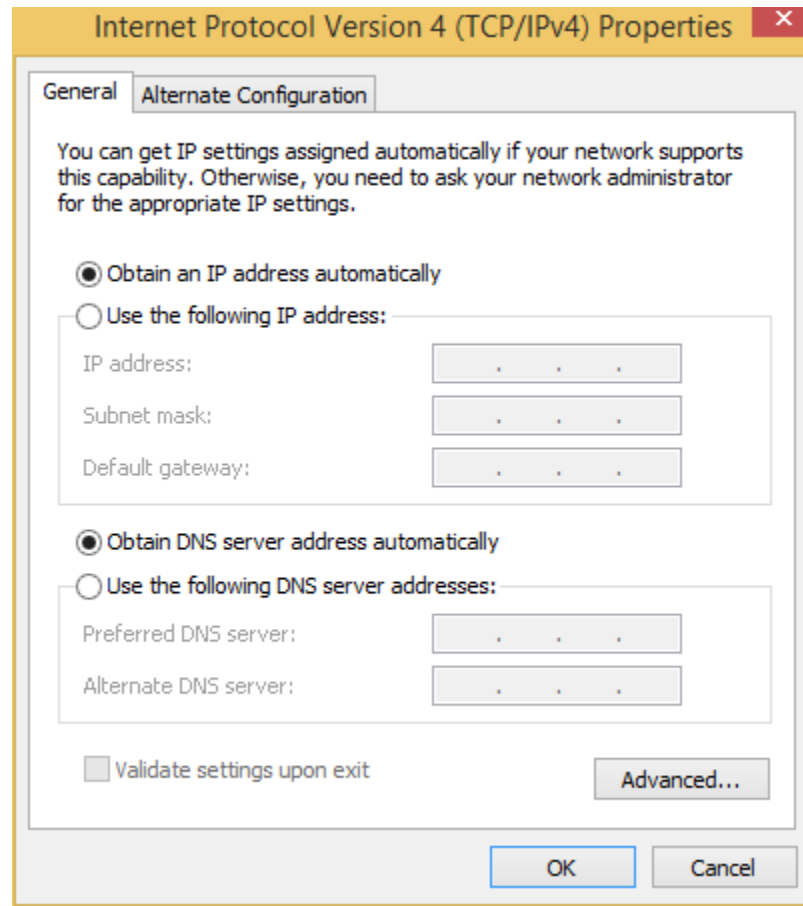 Internet Protocol Version 4 (TCP/IPv4) Properties
General
Alternate Configuration
You can get IP settings assigned automatically if your network supports
this capability. Otherwise, you need to ask your network administrator
for the appropriate IP settings.
Obtain an IP address automatically
Use the following IP address:
IP address:
. . .
Subnet mask:
. . .
Default gateway:
. . .
Obtain DNS server address automatically
Use the following DNS server addresses:
Preferred DNS server:
. . .
Alternate DNS server:
. . .
Validate settings upon exit
Advanced...
OK
Cancel